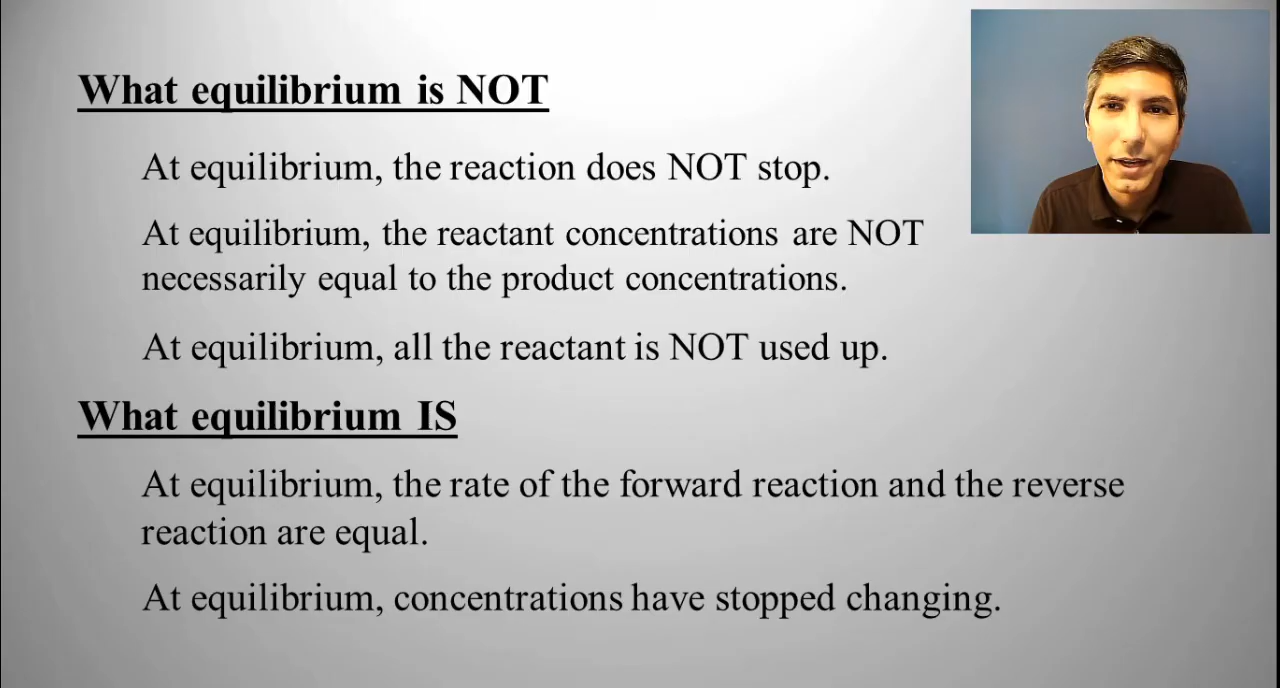 What equilibrium is NOT
At equilibrium, the reaction does NOT stop.
At equilibrium, the reactant concentrations are NOT
necessarily equal to the product concentrations.
At equilibrium, all the reactant is NOT used up.
What equilibrium IS
At equilibrium, the rate of the forward reaction and the reverse
reaction are equal.
At equilibrium, concentrations have stopped changing.